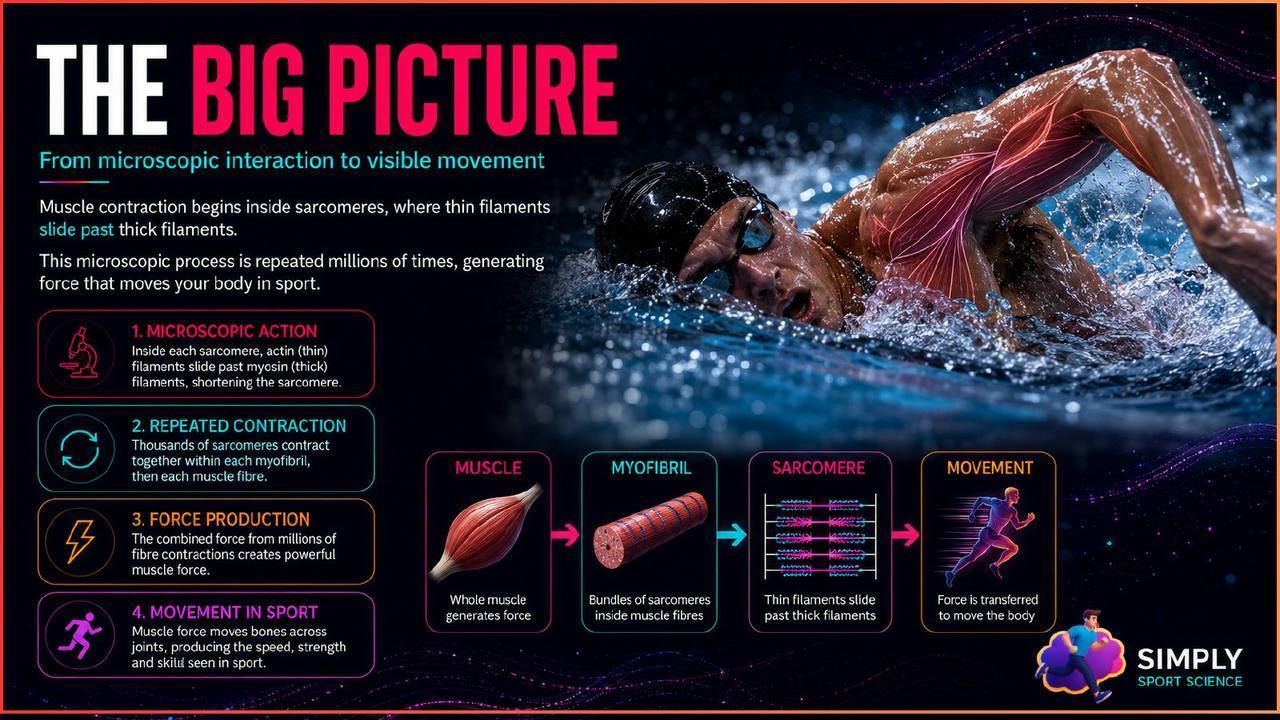 THE BIG PICTURE
From microscopic interaction to visible movement
Muscle contraction begins inside sarcomeres, where thin filaments
slide past thick filaments.
This microscopic process is repeated millions of times, generating
force that moves your body in sport.
1. MICROSCOPIC ACTION
Inside each sarcomere, actin (thin)
filaments slide past myosin (thick)
filaments, shortening the sarcomere.
2. REPEATED CONTRACTION
Thousands of sarcomeres contract
together within each myofibril,
then each muscle fibre.
3. FORCE PRODUCTION
The combined force from millions of
fibre contractions creates powerful
muscle force.
4. MOVEMENT IN SPORT
Muscle force moves bones across
joints, producing the speed, strength
and skill seen in sport.
MUSCLE
Whole muscle
generates force
MYOFIBRIL
Bundles of sarcomeres
inside muscle fibres
SARCOMERE
Thin filaments slide
past thick filaments
MOVEMENT
Force is transferred
to move the body
SIMPLY
SPORT SCIENCE